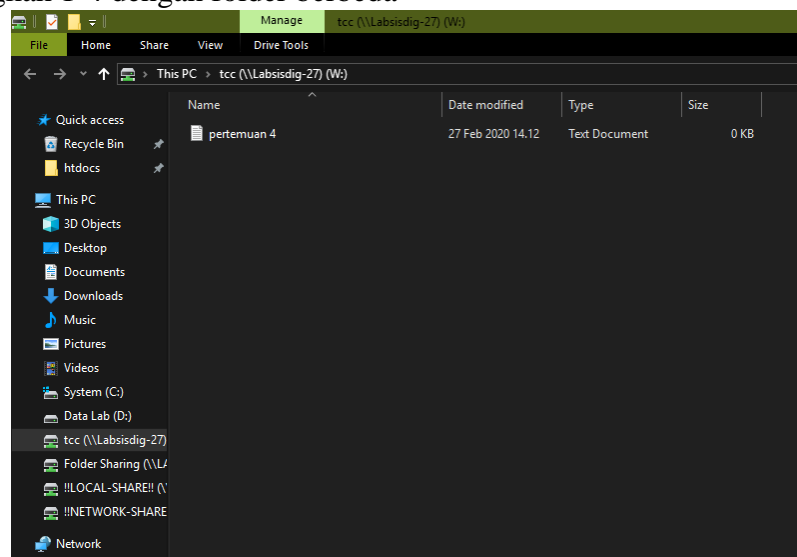 dengan folder berbeda
Manage tcc (\\Labsisdig-27) (W:)
File Home Share View Drive Tools
This PC › tcc (\\Labsisdig-27) (W:)
Name Date modified Type Size
Quick access
pertemuan 4 27 Feb 2020 14.12 Text Document 0 KB
Recycle Bin
htdocs
This PC
3D Objects
Desktop
Documents
Downloads
Music
Pictures
Videos
System (C:)
Data Lab (D:)
tcc (\\Labsisdig-27)
Folder Sharing (\\LA
!!LOCAL-SHARE!! (\
!!NETWORK-SHARE
Network